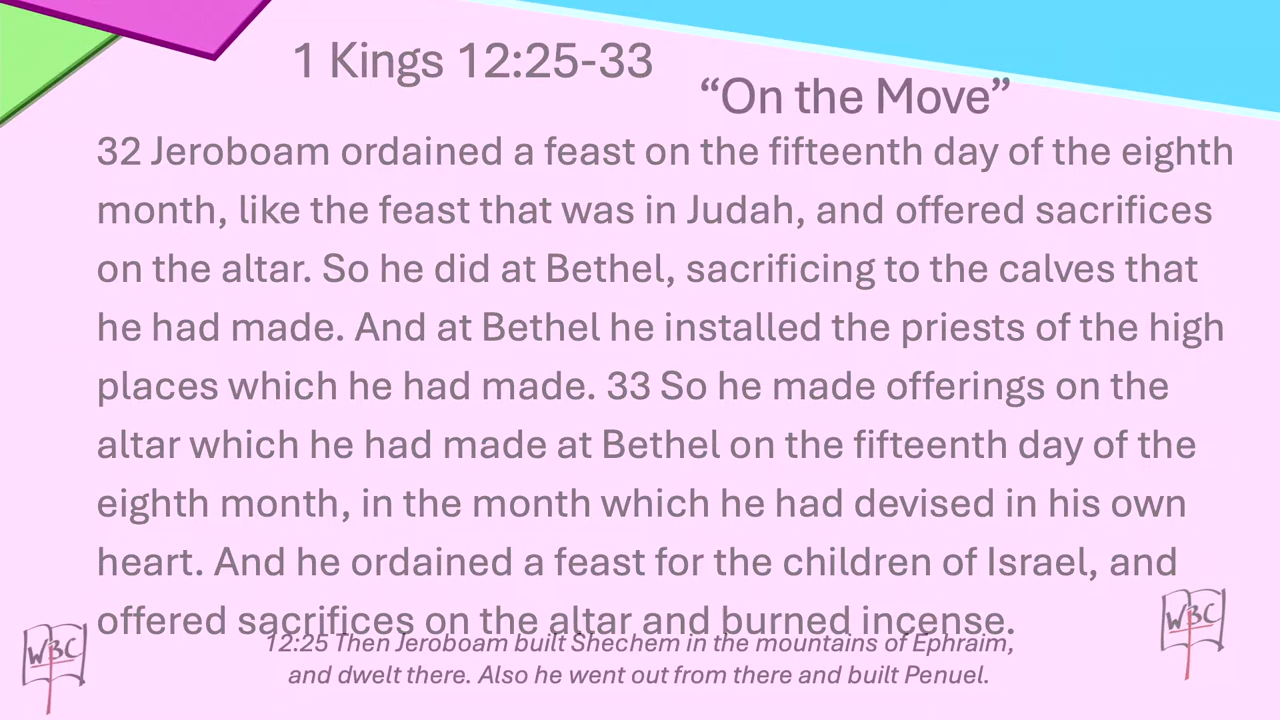 1 Kings 12:25-33
“On the Move”
32 Jeroboam ordained a feast on the fifteenth day of the eighth
month, like the feast that was in Judah, and offered sacrifices
on the altar. So he did at Bethel, sacrificing to the calves that
he had made. And at Bethel he installed the priests of the high
places which he had made. 33 So he made offerings on the
altar which he had made at Bethel on the fifteenth day of the
eighth month, in the month which he had devised in his own
heart. And he ordained a feast for the children of Israel, and
offered sacrifices on the altar and burned incense.
12:25 Then Jeroboam built Shechem in the mountains of Ephraim,
and dwelt there. Also he went out from there and built Penuel.
WBC
WBC